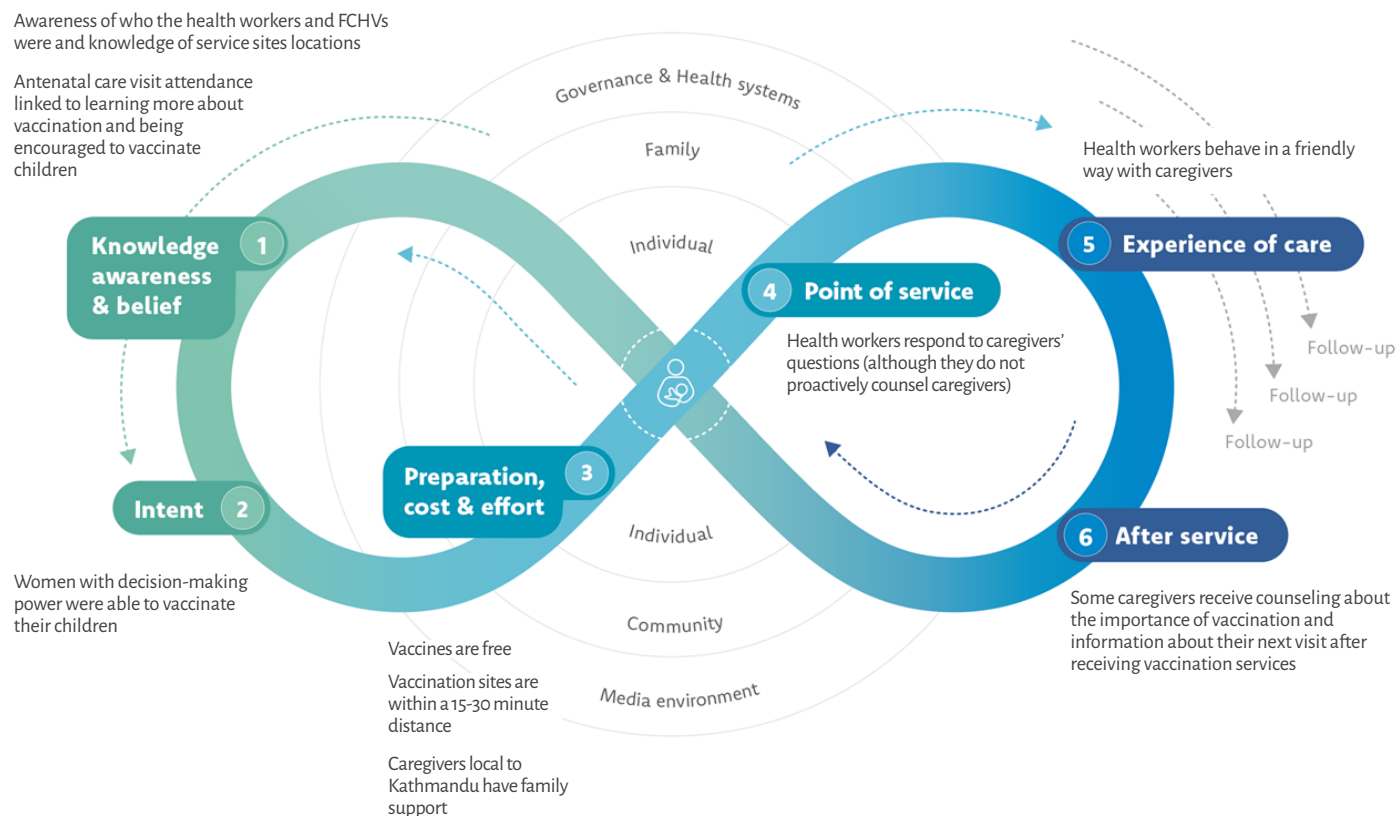 Awareness of who the health workers and FCHVs
were and knowledge of service sites locations
Antenatal care visit attendance
linked to learning more about
vaccination and being
encouraged to vaccinate
children
Governance & Health systems
Family
Individual
Knowledge
awareness
& belief
1
Intent
2
Women with decision-making
power were able to vaccinate
their children
Preparation,
cost & effort
3
Vaccines are free
Vaccination sites are
within a 15-30 minute
distance
Caregivers local to
Kathmandu have family
support
Individual
Community
Media environment
4
Point of service
Health workers respond to caregivers’
questions (although they do not
proactively counsel caregivers)
Health workers behave in a friendly
way with caregivers
5
Experience of care
Follow-up
Follow-up
Follow-up
6
After service
Some caregivers receive counseling about
the importance of vaccination and
information about their next visit after
receiving vaccination services